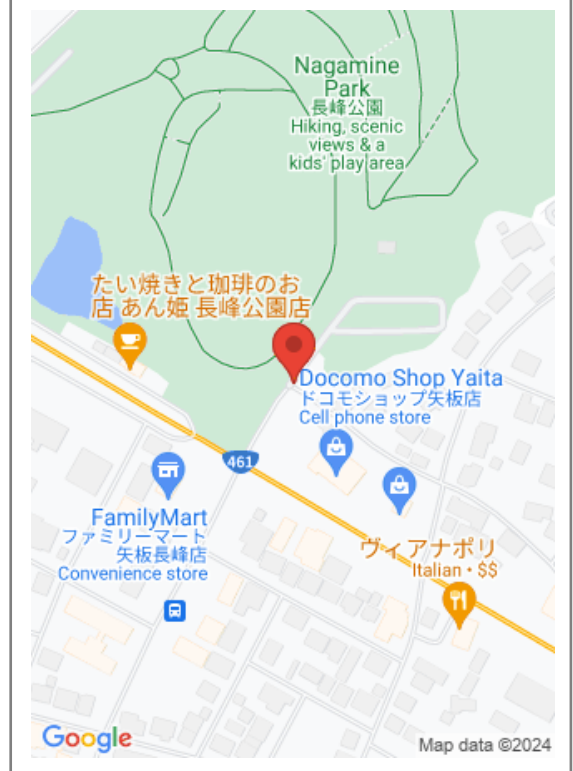 Nagamine
Park
長峰公園
Hiking, scenic
views & a
kids' play area
たい焼きと珈琲のお
店 あん姫 長峰公園店
Docomo Shop Yaita
ドコモショップ矢板店
Cell phone store
461
FamilyMart
ファミリーマート
矢板長峰店
Convenience store
ヴィアナポリ
Italian • $$
Google
Map data ©2024